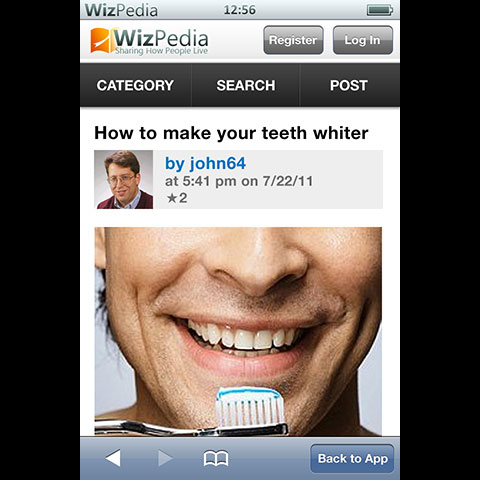 WizPedia 12:56
WizPedia
Sharing How People Live
Register Log In
CATEGORY SEARCH POST
How to make your teeth whiter
by john64
at 5:41 pm on 7/22/11
★2
Back to App